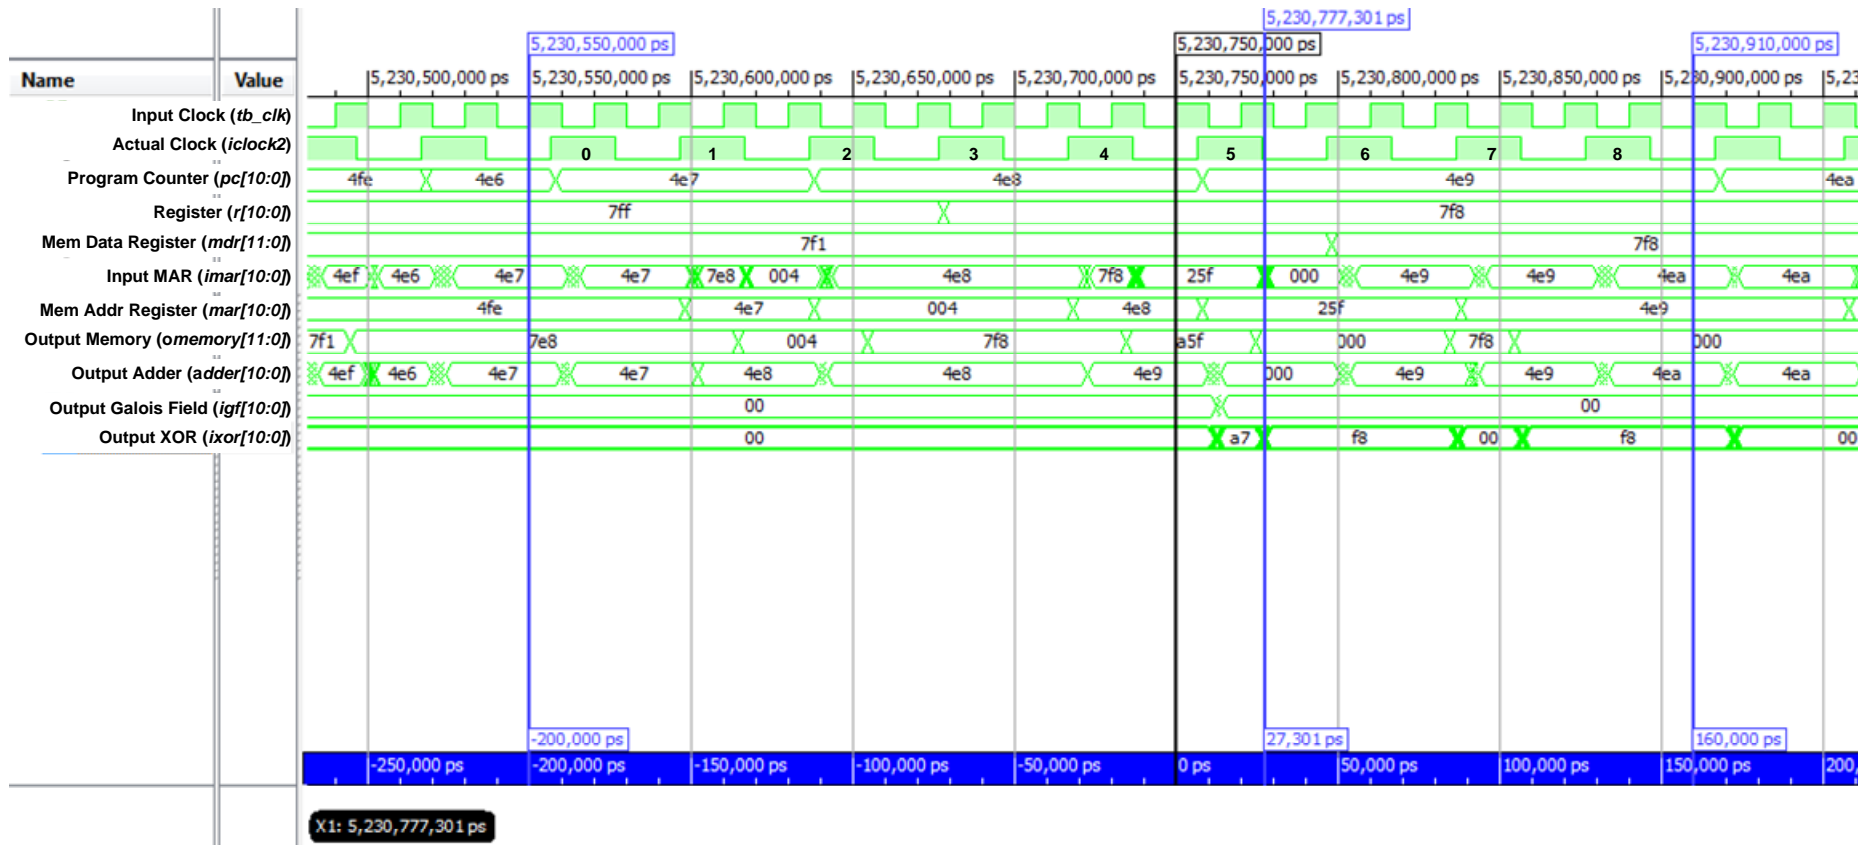 5,230,777,301 ps
5,230,550,000 ps 5,230,750,000 ps 5,230,910,000 ps
Name Value 5,230,500,000 ps 5,230,550,000 ps 5,230,600,000 ps 5,230,650,000 ps 5,230,700,000 ps 5,230,750,000 ps 5,230,800,000 ps 5,230,850,000 ps 5,230,900,000 ps 5,23
Input Clock (tb_clk)
Actual Clock (iclock2) 0 1 2 3 4 5 6 7 8
Program Counter (pc[10:0]) 4fe 4e6 4e7 4e8 4e9 4ea
Register (r[10:0]) 7ff 7f8
Mem Data Register (mdr[11:0]) 7f1 7f8
Input MAR (imar[10:0]) 4ef 4e6 4e7 4e7 7e8 004 4e8 7f8 25f 000 4e9 4e9 4ea 4ea
Mem Addr Register (mar[10:0]) 4fe 4e7 004 4e8 25f 4e9
Output Memory (omemory[11:0]) 7f1 7e8 004 7f8 a5f 000 7f8 000
Output Adder (adder[10:0]) 4ef 4e6 4e7 4e7 4e8 4e8 4e9 000 4e9 4e9 4ea 4ea
Output Galois Field (igf[10:0]) 00 00
Output XOR (ixor[10:0]) 00 a7 f8 00 f8 00
-200,000 ps 27,301 ps 160,000 ps
-250,000 ps -200,000 ps -150,000 ps -100,000 ps -50,000 ps 0 ps 50,000 ps 100,000 ps 150,000 ps 200,
X1: 5,230,777,301 ps